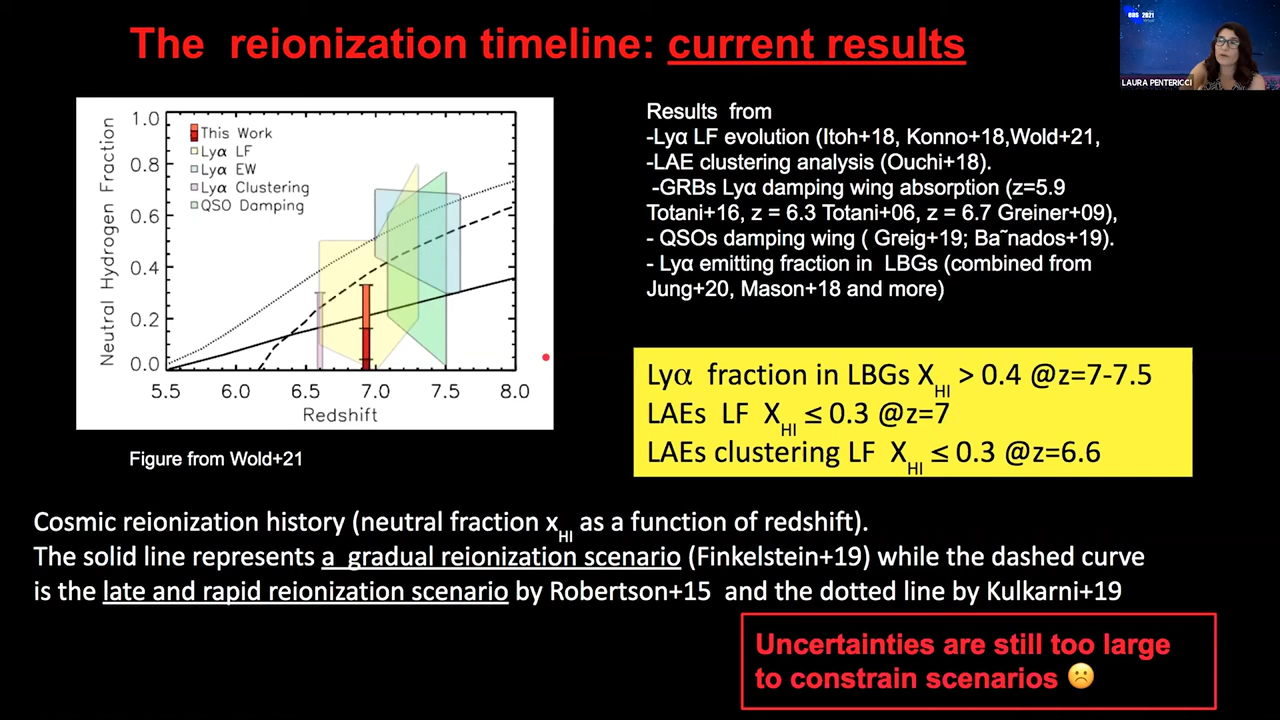 The reionization timeline: current results
EAS 2021
LAURA PENTERICCI
1.0
0.8
0.6
0.4
0.2
0.0
Neutral Hydrogen Fraction
This Work
Lyα LF
Lyα EW
Lyα Clustering
QSO Damping
5.5 6.0 6.5 7.0 7.5 8.0
Redshift
Figure from Wold+21
Results from
-Lyα LF evolution (Itoh+18, Konno+18,Wold+21,
-LAE clustering analysis (Ouchi+18).
-GRBs Lyα damping wing absorption (z=5.9
Totani+16, z = 6.3 Totani+06, z = 6.7 Greiner+09),
- QSOs damping wing ( Greig+19; Ba˜nados+19).
- Lyα emitting fraction in LBGs (combined from
Jung+20, Mason+18 and more)
Lyα fraction in LBGs XHI > 0.4 @z=7-7.5
LAEs LF XHI ≤ 0.3 @z=7
LAEs clustering LF XHI ≤ 0.3 @z=6.6
Cosmic reionization history (neutral fraction xHI as a function of redshift).
The solid line represents a gradual reionization scenario (Finkelstein+19) while the dashed curve
is the late and rapid reionization scenario by Robertson+15 and the dotted line by Kulkarni+19
Uncertainties are still too large
to constrain scenarios ☹